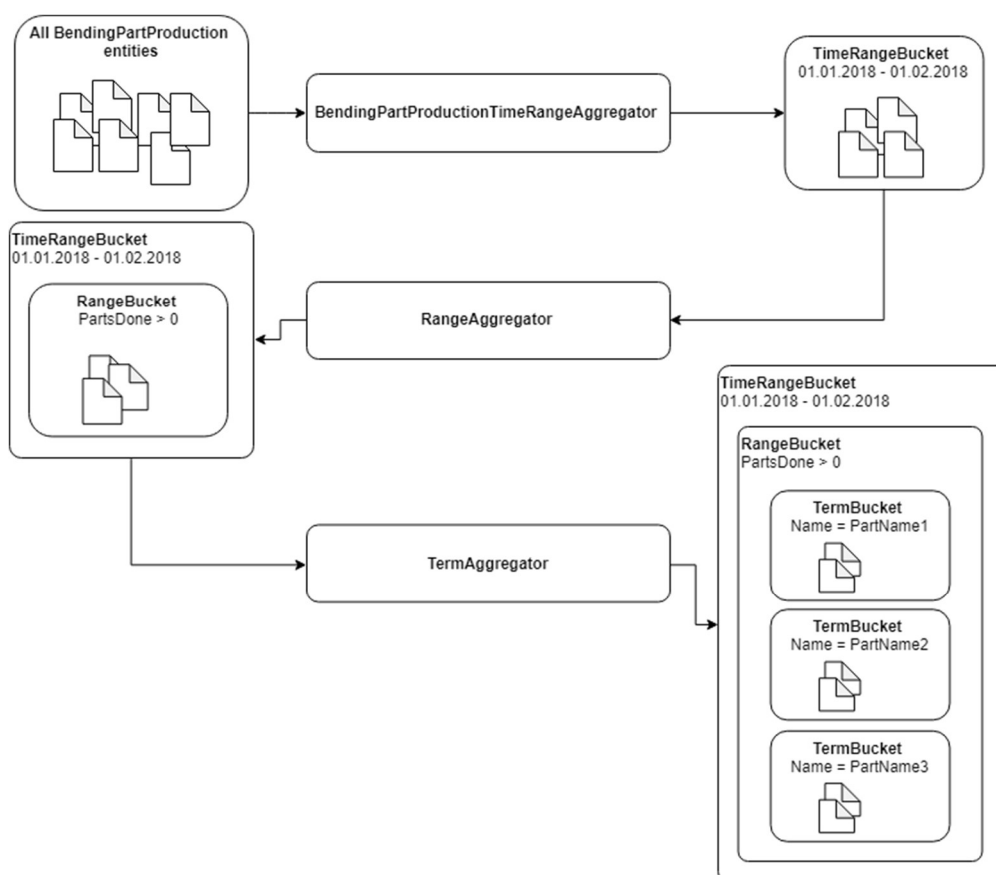 All BendingPartProduction
entities
BendingPartProductionTimeRangeAggregator
TimeRangeBucket
01.01.2018 - 01.02.2018
TimeRangeBucket
01.01.2018 - 01.02.2018
RangeBucket
PartsDone > 0
RangeAggregator
TimeRangeBucket
01.01.2018 - 01.02.2018
RangeBucket
PartsDone > 0
TermBucket
Name = PartName1
TermAggregator
TermBucket
Name = PartName2
TermBucket
Name = PartName3